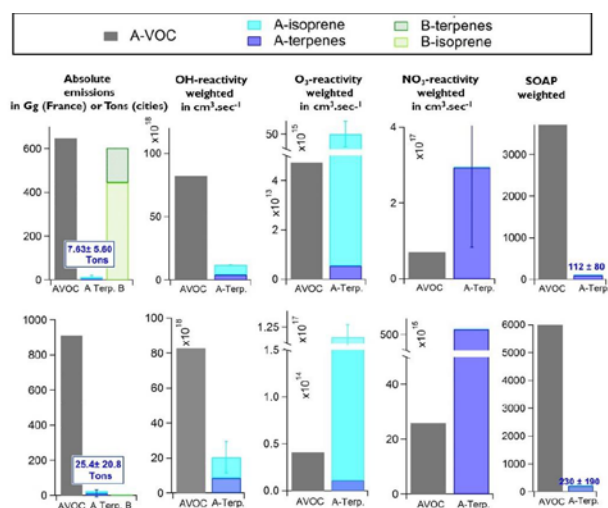 A-VOC
A-isoprene
A-terpenes
B-terpenes
B-isoprene
Absolute
emissions
in Gg (France) or Tons (cities)
OH-reactivity
weighted
in cm³.sec⁻¹
O₃-reactivity
weighted
in cm³.sec⁻¹
NO₃-reactivity
weighted
in cm³.sec⁻¹
SOAP
weighted
600
400
200
0
7.63± 5.60
Tons
AVOC A Terp. B
x10¹⁸
100
50
0
AVOC A-Terp.
x10¹⁵
50
x10¹³
4
2
0
AVOC A-Terp.
x10¹⁷
4
2
0
AVOC A-Terp.
3000
2000
1000
0
112 ± 80
AVOC A-Terp.
1000
800
600
400
200
0
25.4± 20.8
Tons
AVOC A Terp. B
x10¹⁸
100
80
60
40
20
0
AVOC A-Terp.
x10¹⁷
1.25
x10¹⁴
1.5
1.0
0.5
0.0
AVOC A-Terp.
500
40
20
0
AVOC A-Terp.
6000
5000
4000
3000
2000
1000
0
230 ± 190
AVOC A-Terp.